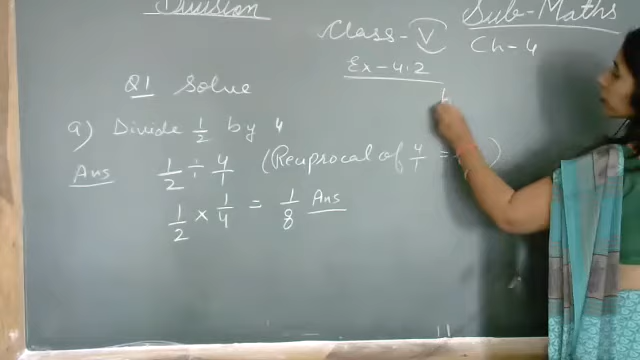 Division
Sub-Maths
Class-V
Ch-4
Ex-4.2
Q1 Solve
a) Divide 1/2 by 4
Ans 1/2 ÷ 4/1 (Reciprocal of 4/1 =
1/2 × 1/4 = 1/8 Ans